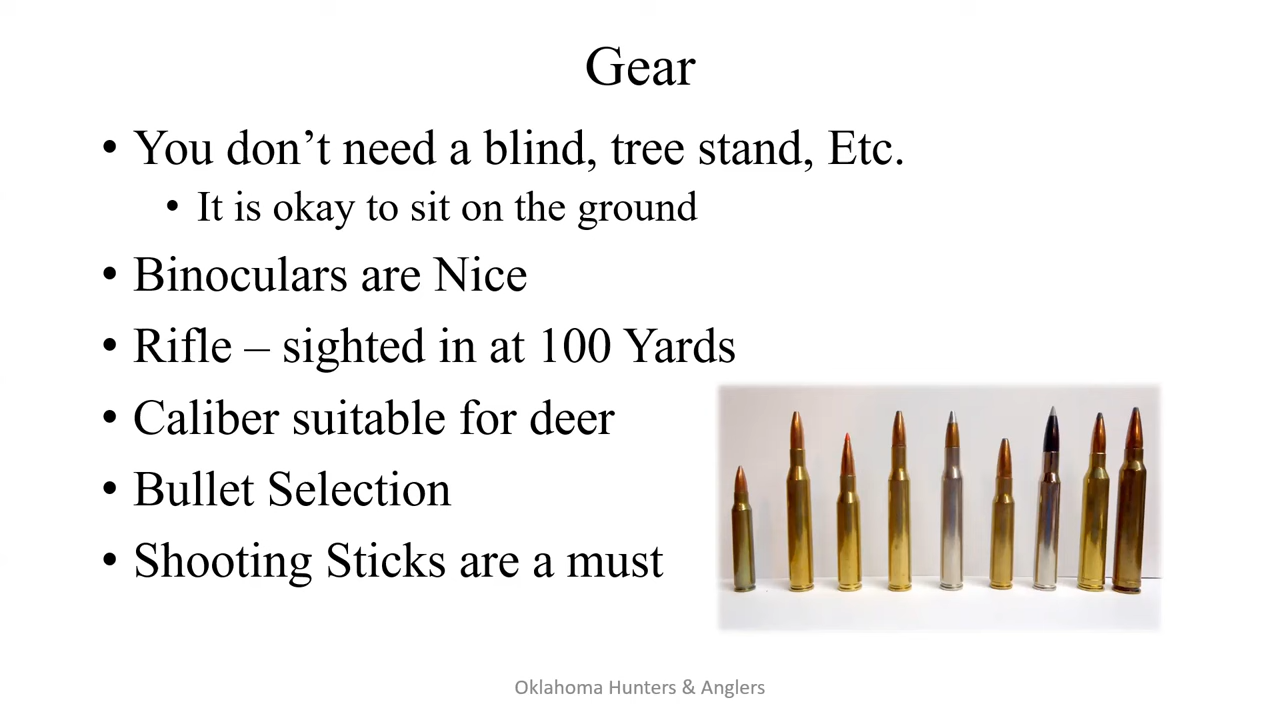 Gear
• You don’t need a blind, tree stand, Etc.
• It is okay to sit on the ground
• Binoculars are Nice
• Rifle – sighted in at 100 Yards
• Caliber suitable for deer
• Bullet Selection
• Shooting Sticks are a must
Oklahoma Hunters & Anglers